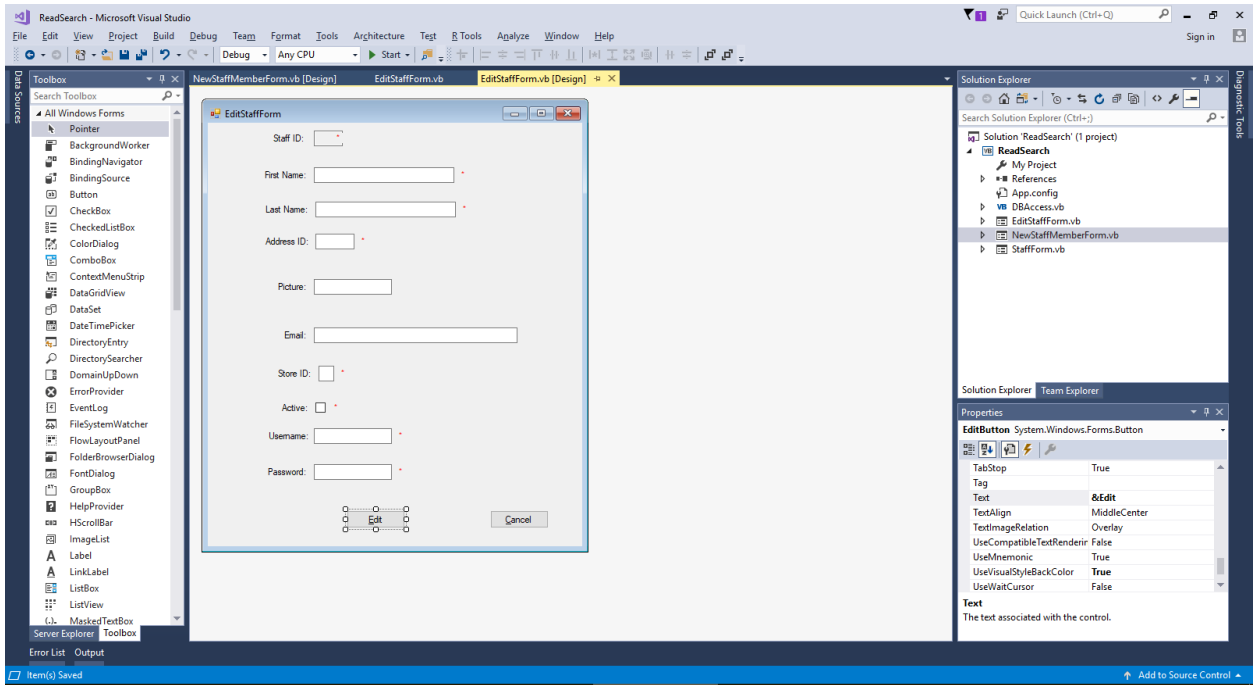 ReadSearch - Microsoft Visual Studio
1
Quick Launch (Ctrl+Q)
File Edit View Project Build Debug Team Format Tools Architecture Test R Tools Analyze Window Help
Sign in
Debug Any CPU Start
Data Sources
Toolbox
Search Toolbox
All Windows Forms
Pointer
BackgroundWorker
BindingNavigator
BindingSource
Button
CheckBox
CheckedListBox
ColorDialog
ComboBox
ContextMenuStrip
DataGridView
DataSet
DateTimePicker
DirectoryEntry
DirectorySearcher
DomainUpDown
ErrorProvider
EventLog
FileSystemWatcher
FlowLayoutPanel
FolderBrowserDialog
FontDialog
GroupBox
HelpProvider
HScrollBar
ImageList
Label
LinkLabel
ListBox
ListView
MaskedTextBox
Server Explorer Toolbox
NewStaffMemberForm.vb [Design] EditStaffForm.vb EditStaffForm.vb [Design]
EditStaffForm
Staff ID: *
First Name: *
Last Name: *
Address ID: *
Picture:
Email:
Store ID: *
Active: *
Username: *
Password: *
Edit Cancel
Solution Explorer
Search Solution Explorer (Ctrl+;)
Solution 'ReadSearch' (1 project)
VB ReadSearch
My Project
References
App.config
VB DBAccess.vb
EditStaffForm.vb
NewStaffMemberForm.vb
StaffForm.vb
Solution Explorer Team Explorer
Properties
EditButton System.Windows.Forms.Button
TabStop True
Tag
Text &Edit
TextAlign MiddleCenter
TextImageRelation Overlay
UseCompatibleTextRenderin False
UseMnemonic True
UseVisualStyleBackColor True
UseWaitCursor False
Text
The text associated with the control.
Diagnostic Tools
Error List Output
Item(s) Saved
Add to Source Control